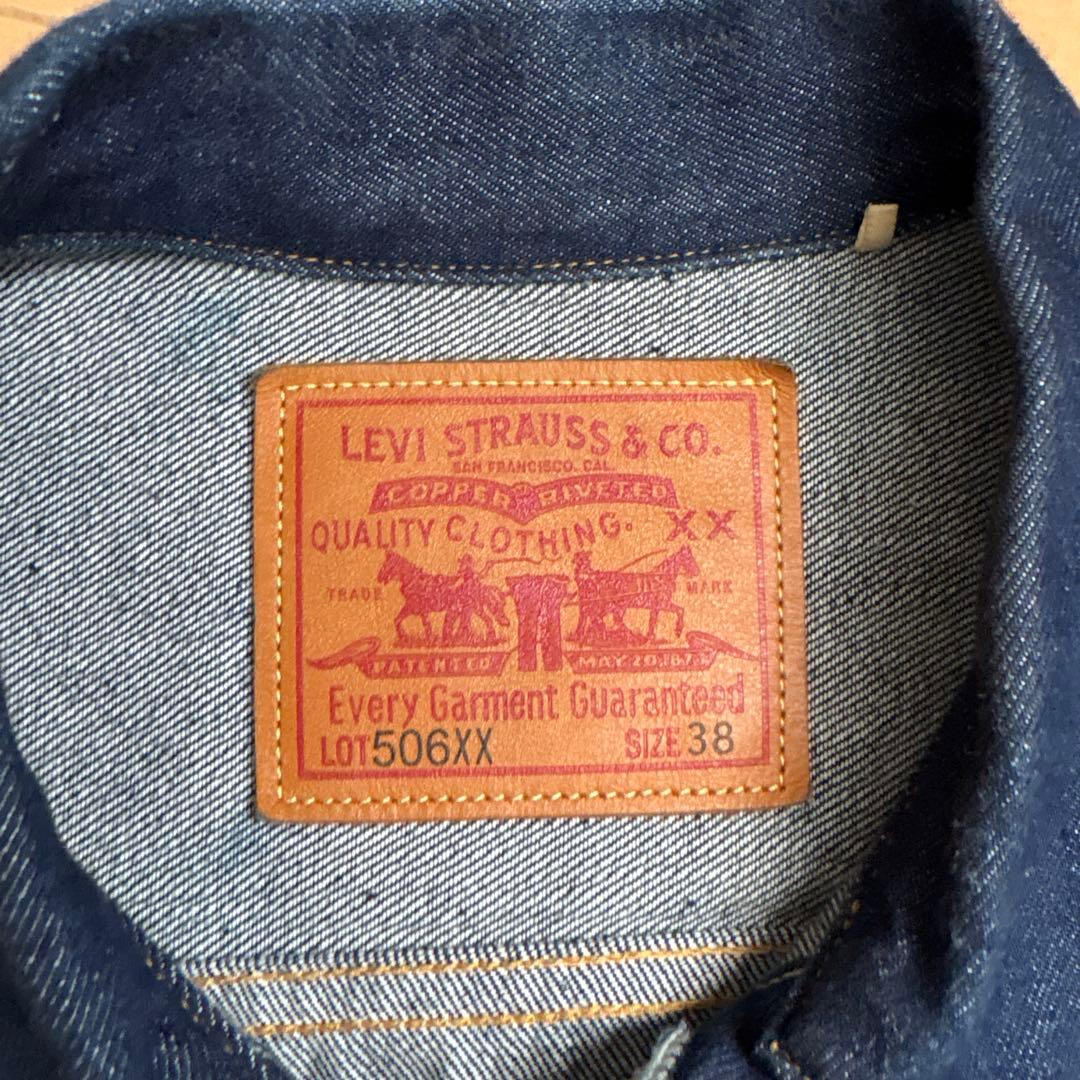 LEVI STRAUSS & CO.
SAN FRANCISCO, CAL.
COPPER RIVETED
QUALITY CLOTHING. XX
TRADE MARK
PATENTED MAY 20, 187
Every Garment Guaranteed
LOT 506XX SIZE 38